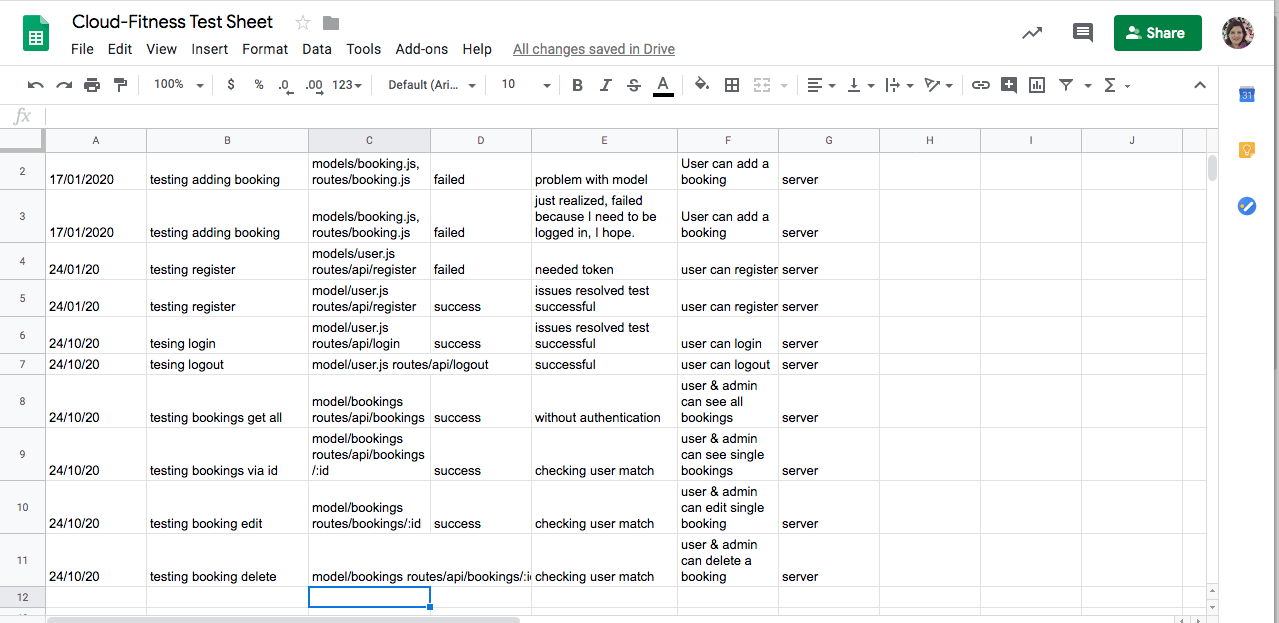 Cloud-Fitness Test Sheet
File Edit View Insert Format Data Tools Add-ons Help All changes saved in Drive
Share
100% $ % .0 .00 123 Default (Ari... 10 B I S A Σ
31
fx
A B C D E F G H I J
2 17/01/2020 testing adding booking models/booking.js, routes/booking.js failed problem with model User can add a booking server
3 17/01/2020 testing adding booking models/booking.js, routes/booking.js failed just realized, failed because I need to be logged in, I hope. User can add a booking server
4 24/01/20 testing register models/user.js routes/api/register failed needed token user can register server
5 24/01/20 testing register model/user.js routes/api/register success issues resolved test successful user can register server
6 24/10/20 tesing login model/user.js routes/api/login success issues resolved test successful user can login server
7 24/10/20 tesing logout model/user.js routes/api/logout successful user can logout server
8 24/10/20 testing bookings get all model/bookings routes/api/bookings success without authentication user & admin can see all bookings server
9 24/10/20 testing bookings via id model/bookings routes/api/bookings /:id success checking user match user & admin can see single bookings server
10 24/10/20 testing booking edit model/bookings routes/bookings/:id success checking user match user & admin can edit single booking server
11 24/10/20 testing booking delete model/bookings routes/api/bookings/:i checking user match user & admin can delete a booking server
12